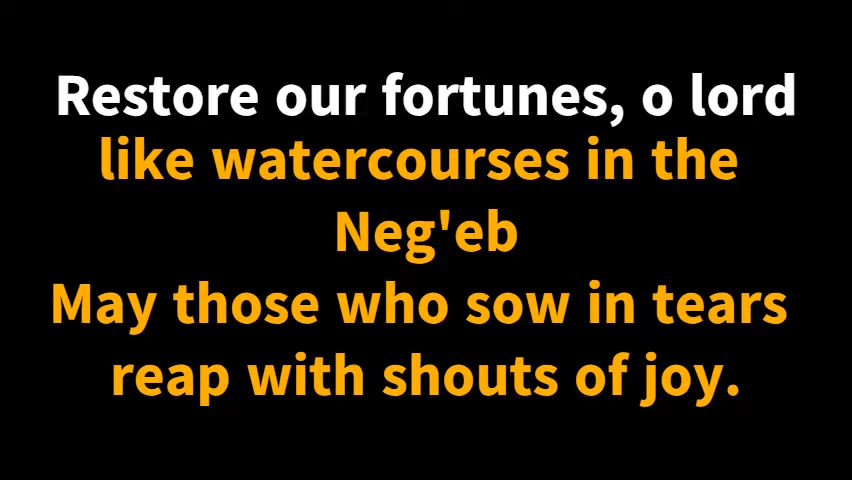 Restore our fortunes, o lord
like watercourses in the
Neg'eb
May those who sow in tears
reap with shouts of joy.